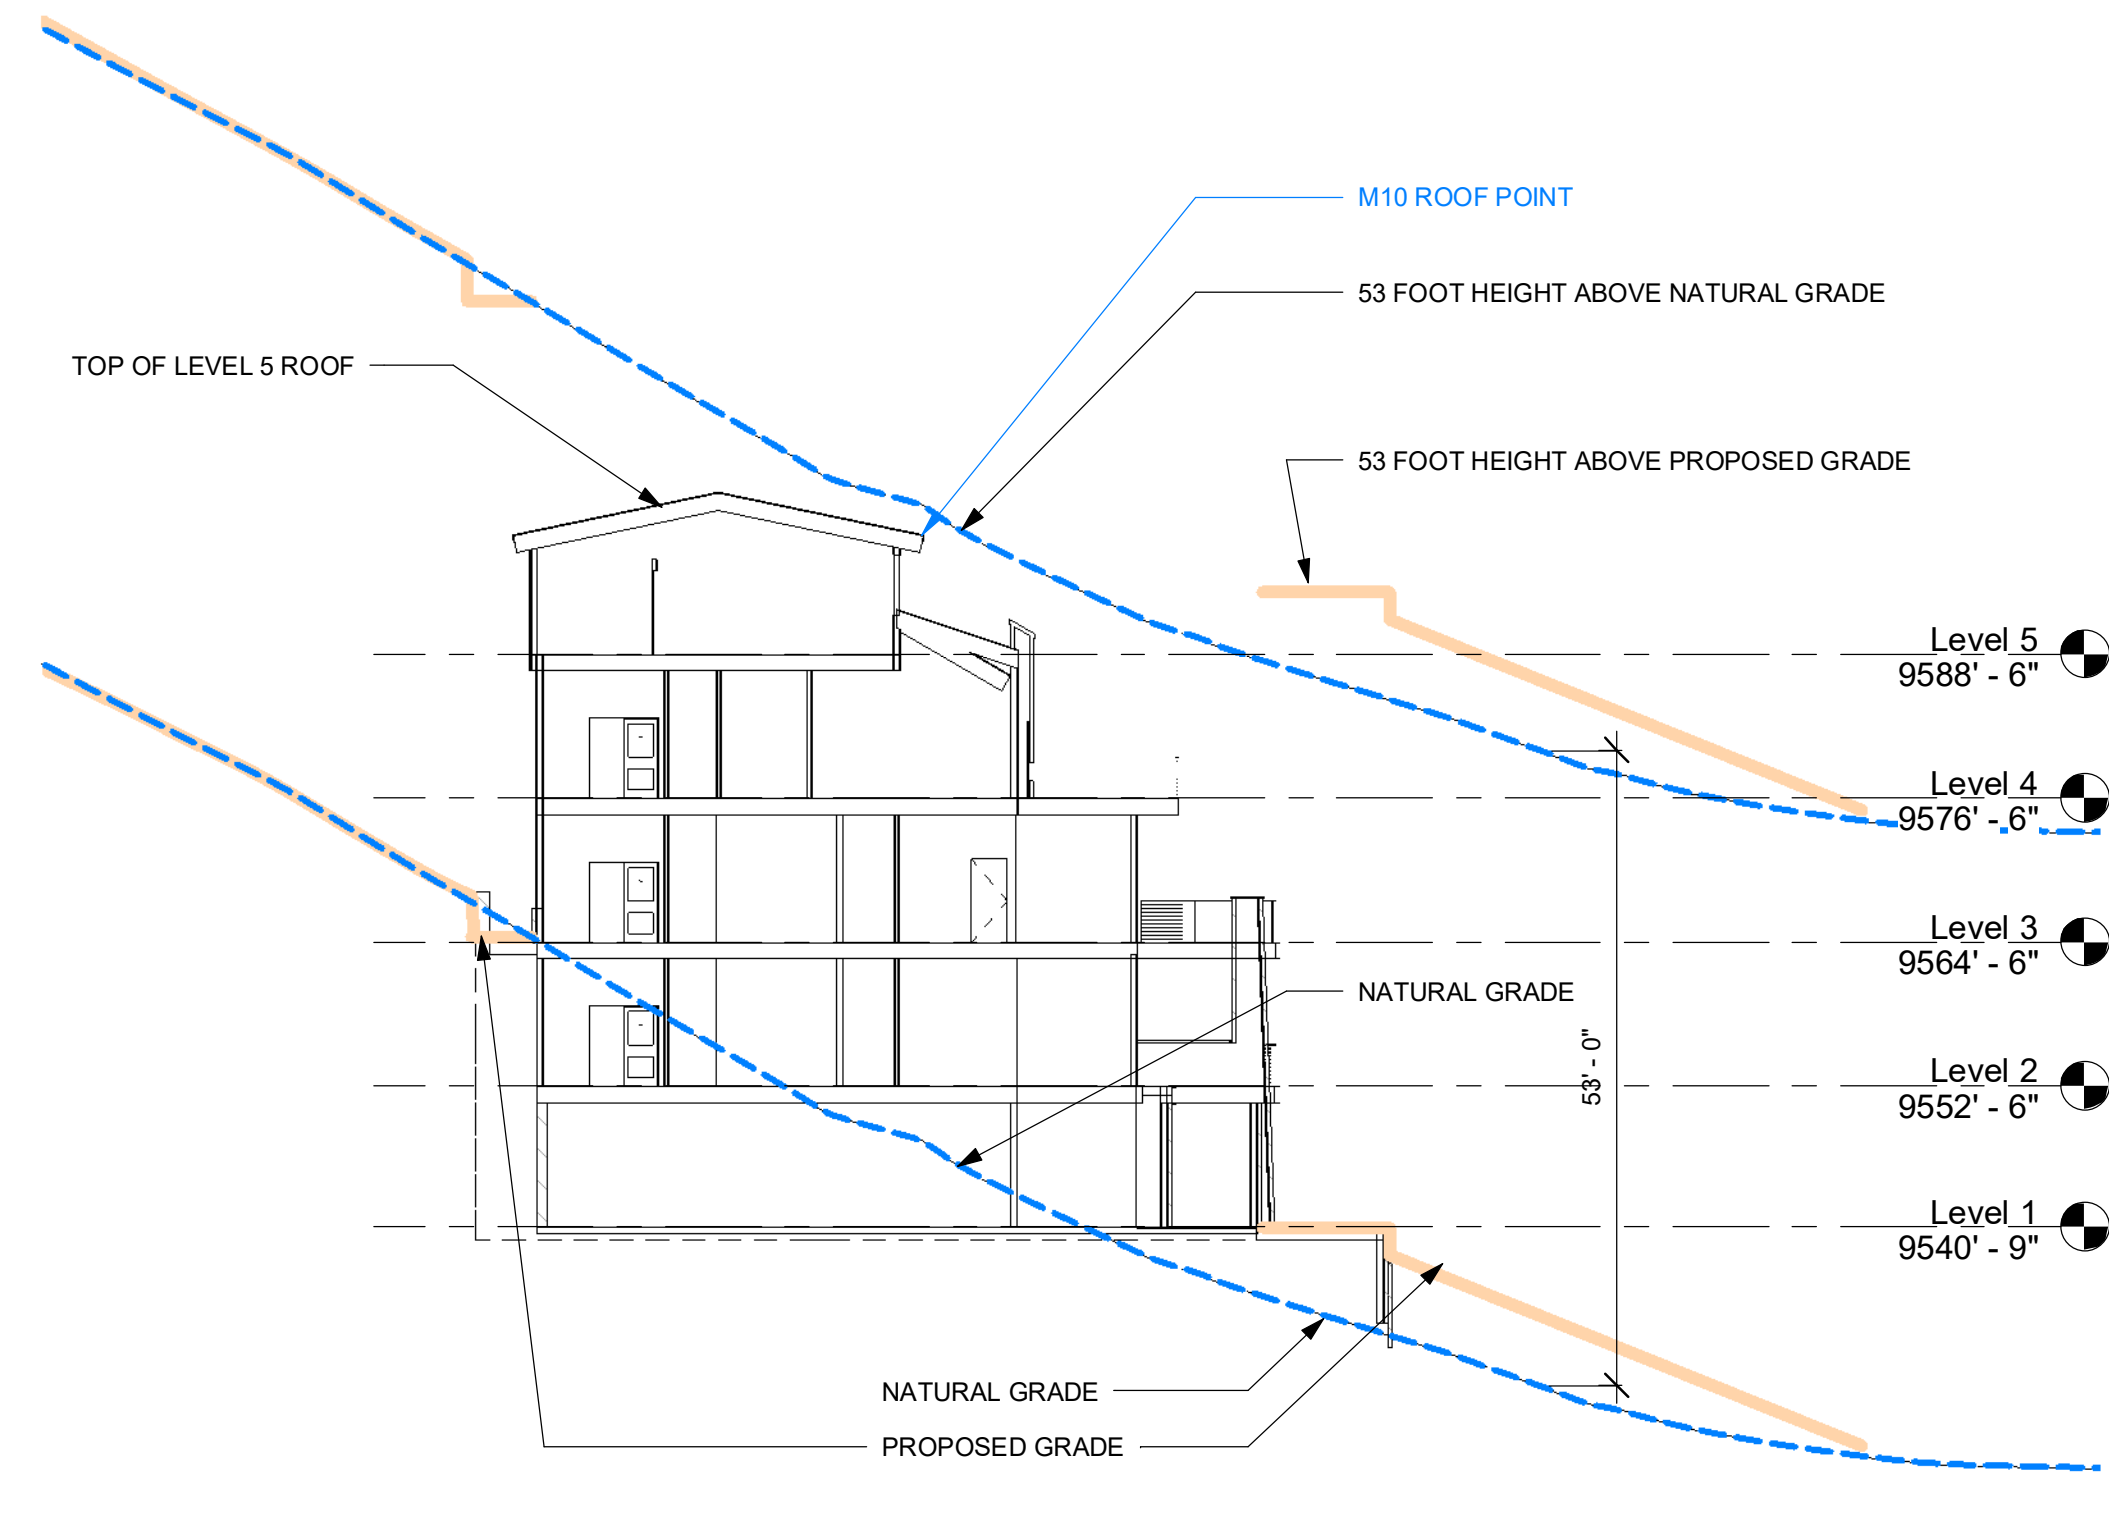 M10 ROOF POINT
53 FOOT HEIGHT ABOVE NATURAL GRADE
TOP OF LEVEL 5 ROOF
53 FOOT HEIGHT ABOVE PROPOSED GRADE
Level 5
9588' - 6"
Level 4
9576' - 6"
Level 3
9564' - 6"
NATURAL GRADE
53' - 0"
Level 2
9552' - 6"
Level 1
9540' - 9"
NATURAL GRADE
PROPOSED GRADE